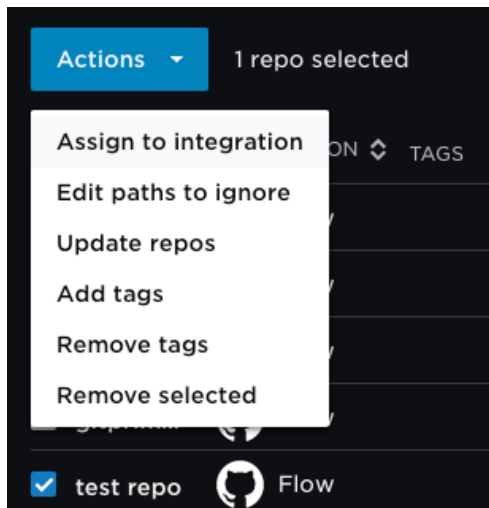 Actions 1 repo selected
Assign to integration
ON TAGS
Edit paths to ignore
Update repos
Add tags
Remove tags
Remove selected
test repo Flow